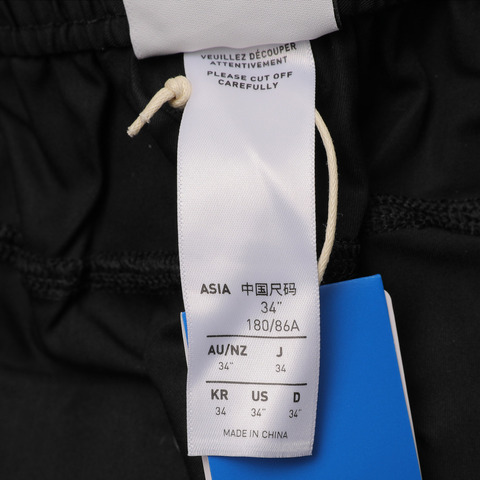 VEUILLEZ DÉCOUPER
ATTENTIVEMENT
PLEASE CUT OFF
CAREFULLY
ASIA 中国尺码
34"
180/86A
AU/NZ J
34" 34
KR US D
34 34" 34"
MADE IN CHINA